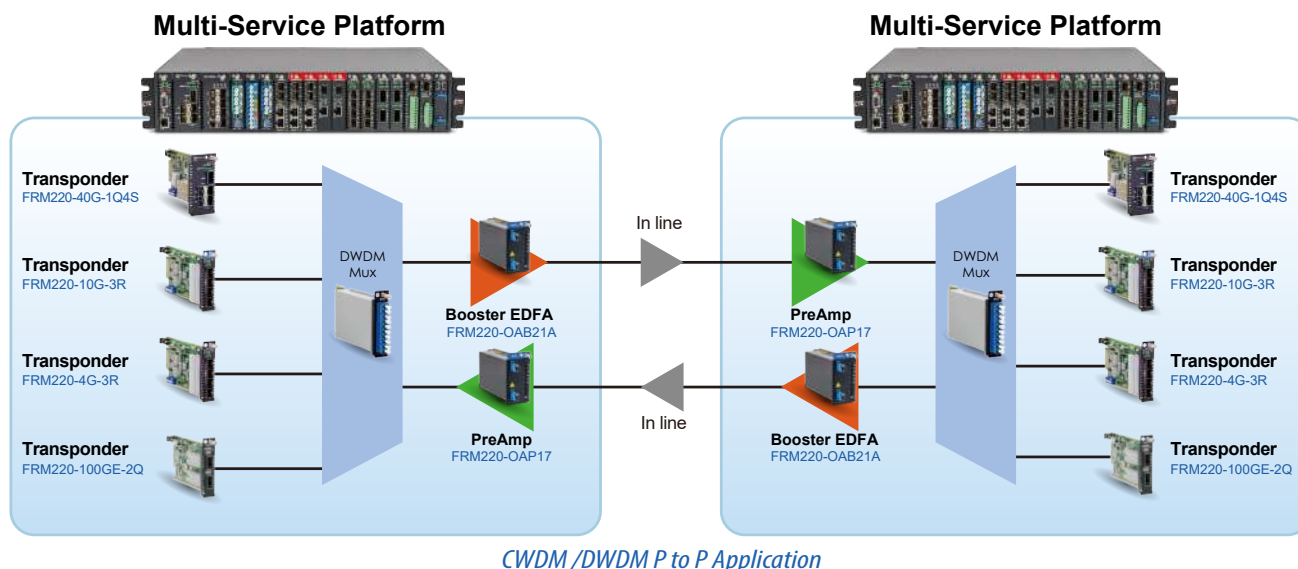 Multi-Service Platform
Multi-Service Platform
Transponder
FRM220-40G-1Q4S
Transponder
FRM220-10G-3R
Transponder
FRM220-4G-3R
Transponder
FRM220-100GE-2Q
DWDM
Mux
Booster EDFA
FRM220-OAB21A
PreAmp
FRM220-OAP17
In line
In line
PreAmp
FRM220-OAP17
Booster EDFA
FRM220-OAB21A
DWDM
Mux
Transponder
FRM220-40G-1Q4S
Transponder
FRM220-10G-3R
Transponder
FRM220-4G-3R
Transponder
FRM220-100GE-2Q
CWDM /DWDM P to P Application